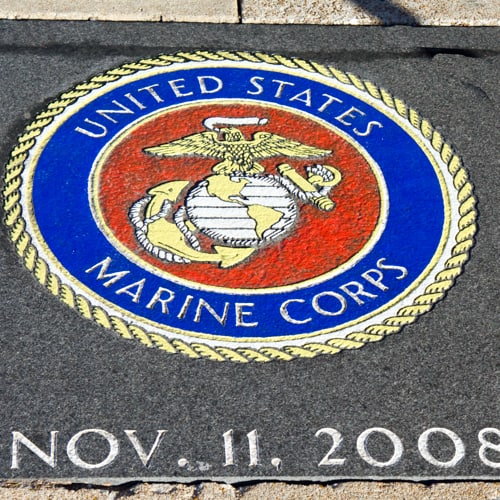 UNITED STATES
MARINE CORPS
NOV. 11. 2008